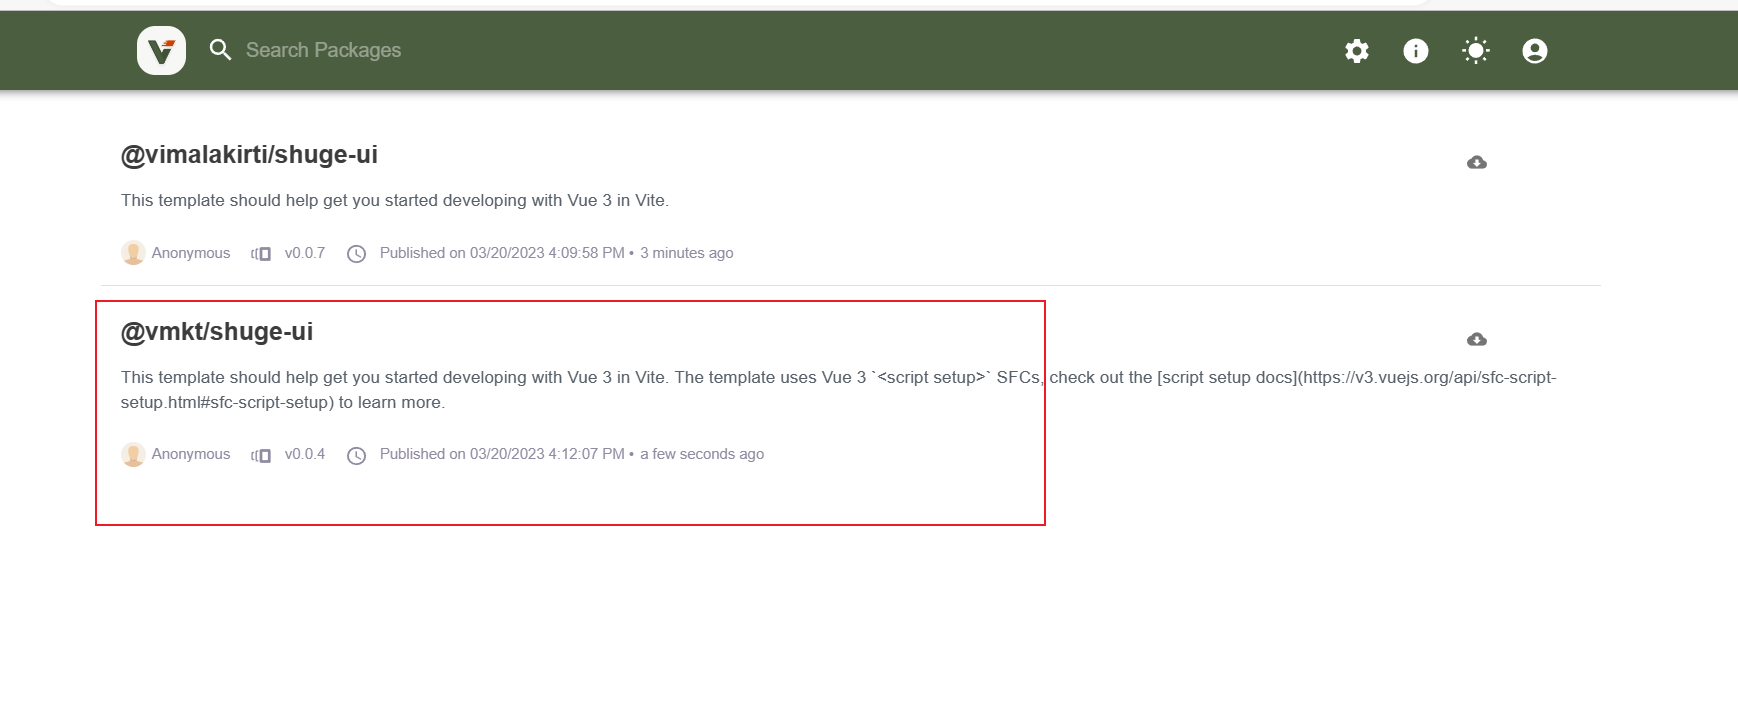 Search Packages
@vimalakirti/shuge-ui
This template should help get you started developing with Vue 3 in Vite.
Anonymous v0.0.7 Published on 03/20/2023 4:09:58 PM • 3 minutes ago
@vmkt/shuge-ui
This template should help get you started developing with Vue 3 in Vite. The template uses Vue 3 `<script setup>` SFCs, check out the [script setup docs](https://v3.vuejs.org/api/sfc-script-
setup.html#sfc-script-setup) to learn more.
Anonymous v0.0.4 Published on 03/20/2023 4:12:07 PM • a few seconds ago